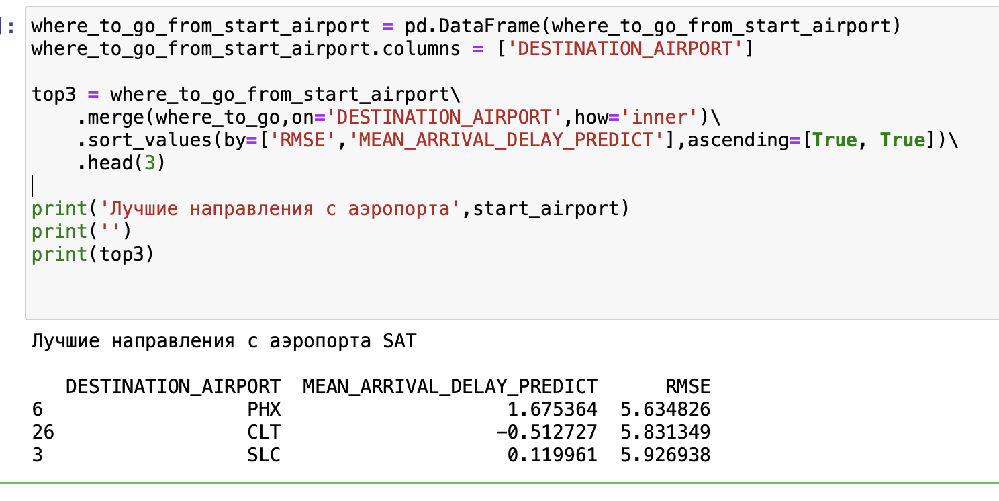 ]:
where_to_go_from_start_airport = pd.DataFrame(where_to_go_from_start_airport)
where_to_go_from_start_airport.columns = ['DESTINATION_AIRPORT']
top3 = where_to_go_from_start_airport\
    .merge(where_to_go,on='DESTINATION_AIRPORT',how='inner')\
    .sort_values(by=['RMSE','MEAN_ARRIVAL_DELAY_PREDICT'],ascending=[True, True])\
    .head(3)
print('Лучшие направления с аэропорта',start_airport)
print('')
print(top3)
Лучшие направления с аэропорта SAT
   DESTINATION_AIRPORT  MEAN_ARRIVAL_DELAY_PREDICT      RMSE
6                  PHX                    1.675364  5.634826
26                 CLT                   -0.512727  5.831349
3                  SLC                    0.119961  5.926938